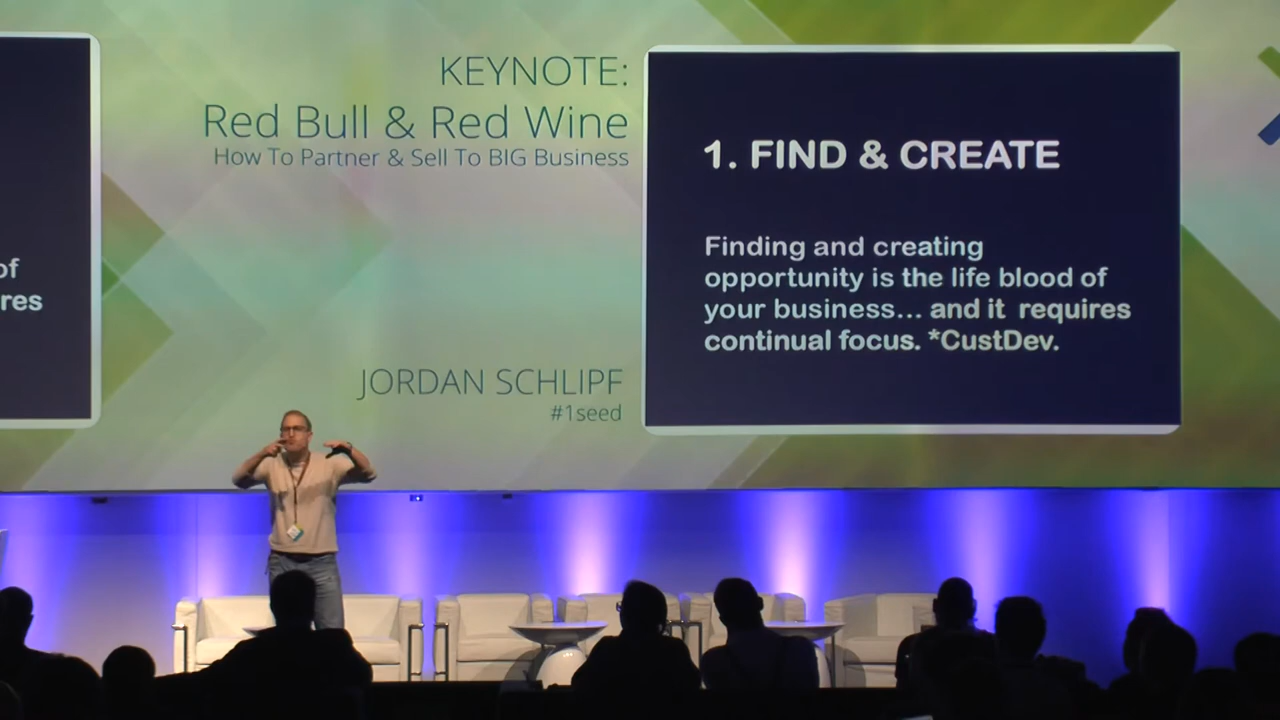 of
res
KEYNOTE:
Red Bull & Red Wine
How To Partner & Sell To BIG Business
JORDAN SCHLIPF
#1seed
1. FIND & CREATE
Finding and creating
opportunity is the life blood of
your business... and it requires
continual focus. *CustDev.